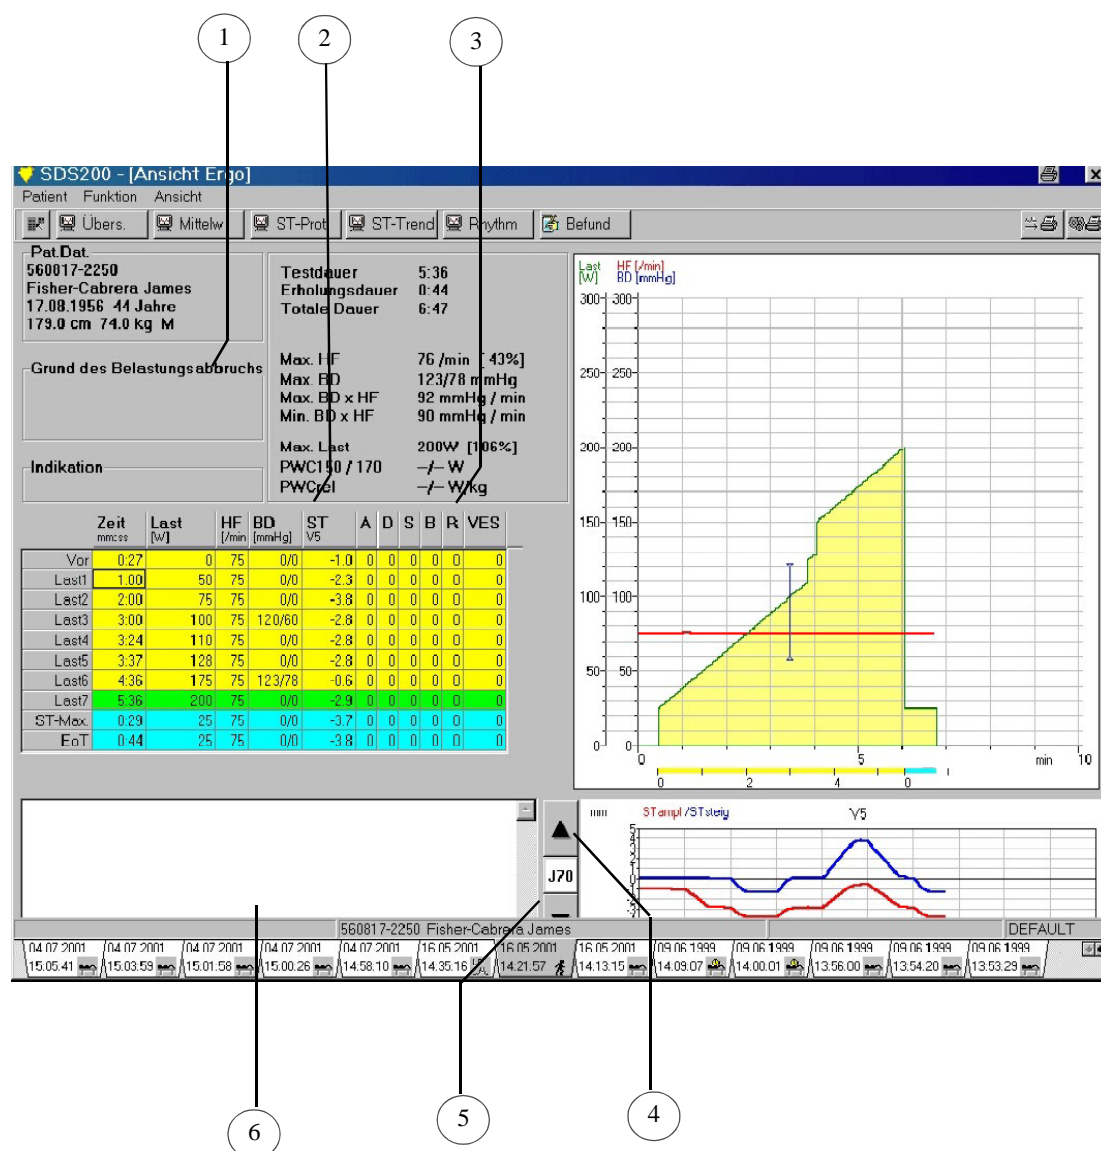 1 2 3
SDS200 - [Ansicht Ergo]
Patient Funktion Ansicht
Übers. Mittelw ST-Prot ST-Trend Rhythm Befund
Pat.Dat.
560817-2250
Fisher-Cabrera James
17.08.1956 44 Jahre
179.0 cm 74.0 kg M
Grund des Belastungsabbruchs
Indikation
Testdauer 5:36
Erholungsdauer 0:44
Totale Dauer 6:47
Max. HF 76 /min [ 43%]
Max. BD 123/78 mmHg
Max. BD x HF 92 mmHg / min
Min. BD x HF 90 mmHg / min
Max. Last 200W [106%]
PWC150 / 170 -/- W
PWCrel -/- W/kg
Zeit Last HF BD ST A D S B R VES
mm:ss [W] [/min [mmHg] V5
Vor 0:27 0 75 0/0 -1.0 0 0 0 0 0 0
Last1 1:00 50 75 0/0 -2.3 0 0 0 0 0 0
Last2 2:00 75 75 0/0 -3.8 0 0 0 0 0 0
Last3 3:00 100 75 120/60 -2.8 0 0 0 0 0 0
Last4 3:24 110 75 0/0 -2.8 0 0 0 0 0 0
Last5 3:37 128 75 0/0 -2.8 0 0 0 0 0 0
Last6 4:36 175 75 123/78 -0.6 0 0 0 0 0 0
Last7 5:36 200 75 0/0 -2.9 0 0 0 0 0 0
ST-Max. 0:29 25 75 0/0 -3.7 0 0 0 0 0 0
EoT 0:44 25 75 0/0 -3.8 0 0 0 0 0 0
Last HF [/min]
[W] BD [mmHg]
300 300
250 250
200 200
150 150
100 100
50 50
0 0
0 5 min 10
0 2 4 0
J70
mm STampl /STsteig V5
5
4
3
2
1
0
560817-2250 Fisher-Cabrera James DEFAULT
04.07.2001 04.07.2001 04.07.2001 04.07.2001 04.07.2001 16.05.2001 16.05.2001 16.05.2001 09.06.1999 09.06.1999 09.06.1999 09.06.1999 09.06.1999
15:05:41 15:03:59 15:01:58 15:00:26 14:58:10 14:35:16 14:21:57 14:13:15 14:09:07 14:00:01 13:56:00 13:54:20 13:53:29
6 5 4